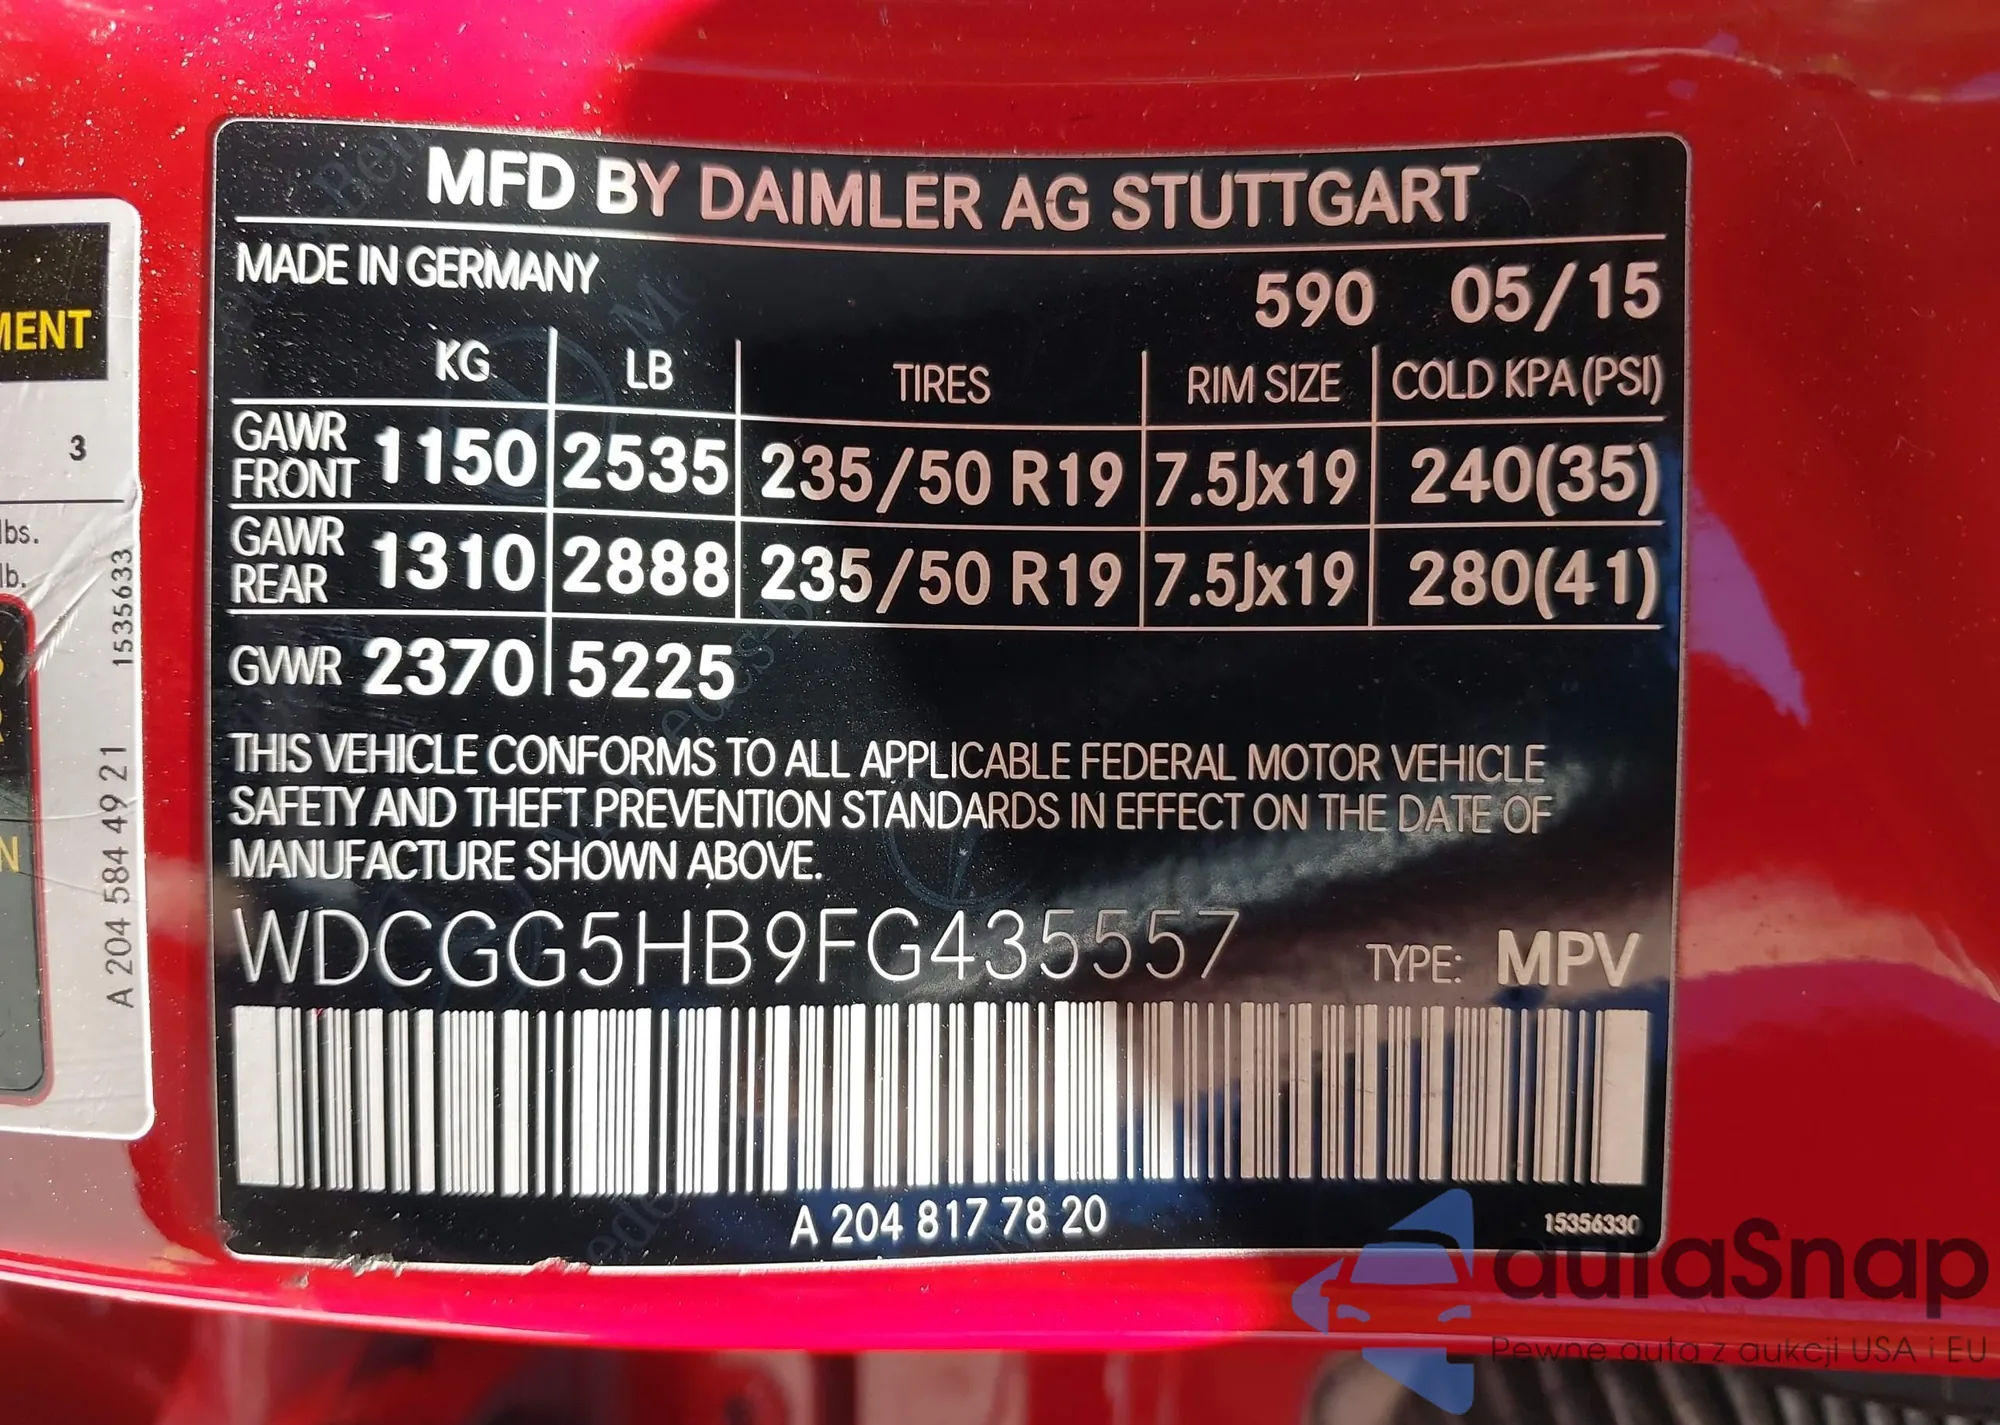 MFD BY DAIMLER AG STUTTGART
MADE IN GERMANY
590 05/15
KG LB TIRES RIM SIZE COLD KPA (PSI)
GAWR FRONT 1150 2535 235/50 R19 7.5Jx19 240(35)
GAWR REAR 1310 2888 235/50 R19 7.5Jx19 280(41)
GVWR 2370 5225
THIS VEHICLE CONFORMS TO ALL APPLICABLE FEDERAL MOTOR VEHICLE
SAFETY AND THEFT PREVENTION STANDARDS IN EFFECT ON THE DATE OF
MANUFACTURE SHOWN ABOVE.
WDCGG5HB9FG435557 TYPE: MPV
A 204 817 78 20
15356330
MENT
3
lbs.
lb.
N
A 204 584 49 21 1535633
auraSnap
Pewne auto z aukcji USA i EU